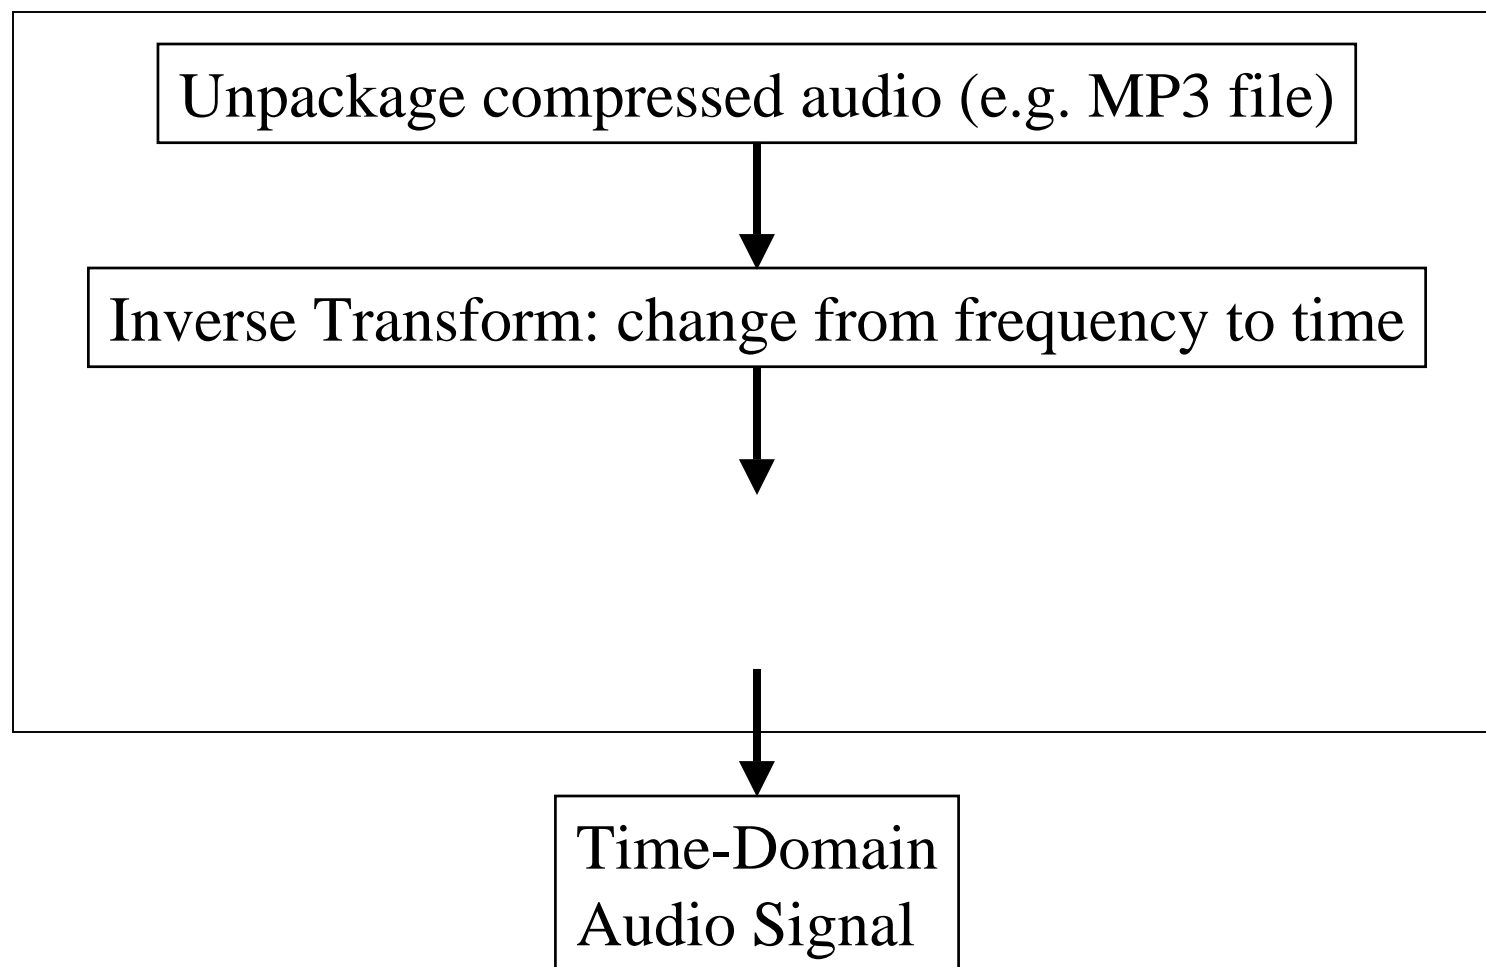 Unpackage compressed audio (e.g. MP3 file)
Inverse Transform: change from frequency to time
Time-Domain
Audio Signal